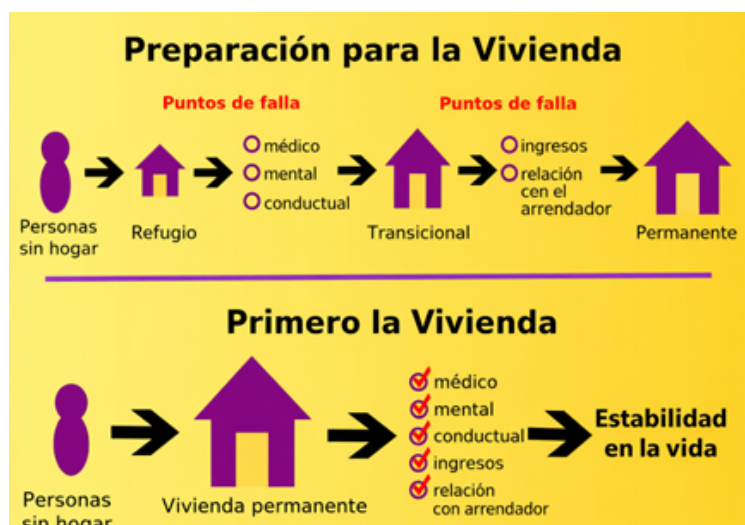 Preparación para la Vivienda
Puntos de falla
Puntos de falla
Personas
sin hogar
Refugio
médico
mental
conductual
Transicional
ingresos
relación
cen el
arrendador
Permanente
Primero la Vivienda
Personas
sin hogar
Vivienda permanente
médico
mental
conductual
ingresos
relación
con arrendador
Estabilidad
en la vida